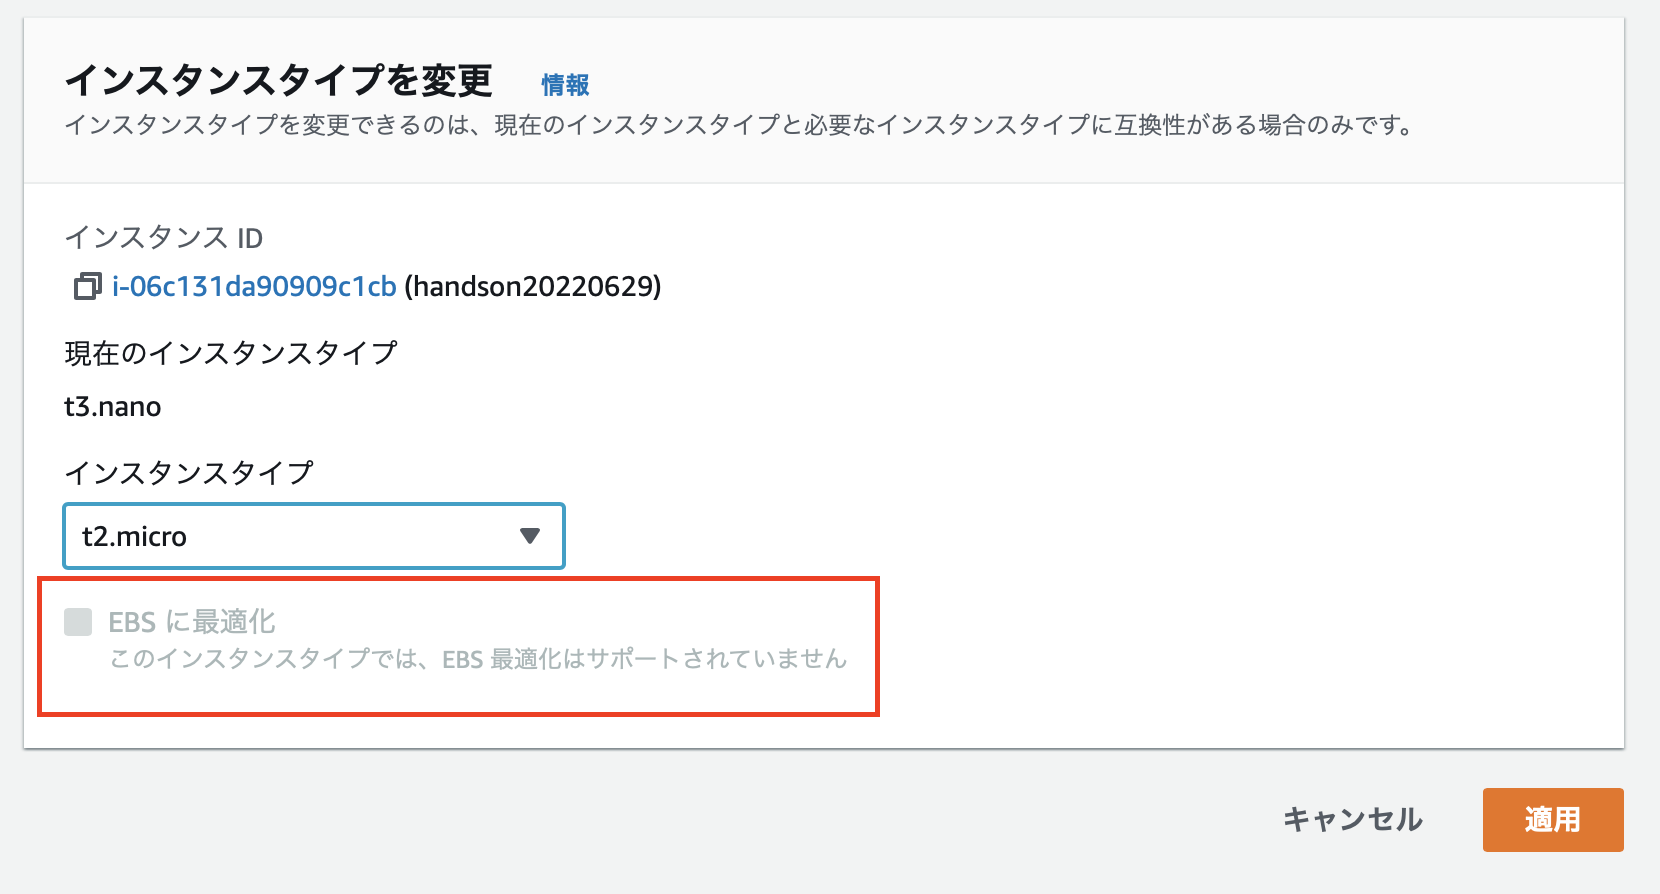 インスタンスタイプを変更 情報
インスタンスタイプを変更できるのは、現在のインスタンスタイプと必要なインスタンスタイプに互換性がある場合のみです。
インスタンス ID
i-06c131da90909c1cb (handson20220629)
現在のインスタンスタイプ
t3.nano
インスタンスタイプ
t2.micro
EBS に最適化
このインスタンスタイプでは、EBS 最適化はサポートされていません
キャンセル 適用